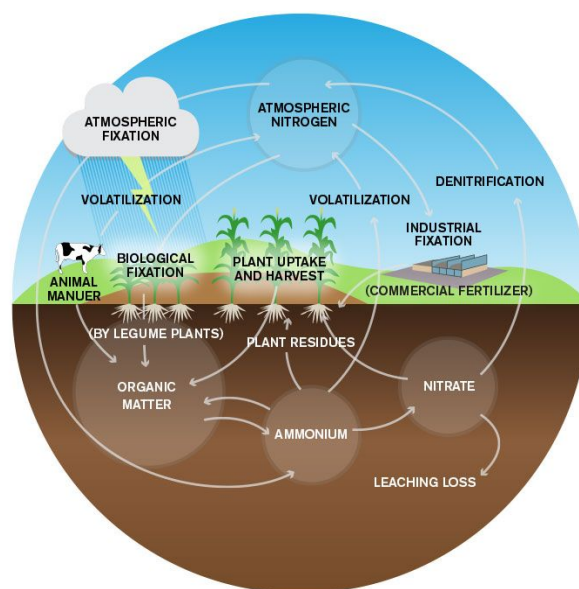 ATMOSPHERIC
FIXATION
ATMOSPHERIC
NITROGEN
VOLATILIZATION
VOLATILIZATION
DENITRIFICATION
INDUSTRIAL
FIXATION
(COMMERCIAL FERTILIZER)
ANIMAL
MANUER
BIOLOGICAL
FIXATION
(BY LEGUME PLANTS)
PLANT UPTAKE
AND HARVEST
PLANT RESIDUES
ORGANIC
MATTER
AMMONIUM
NITRATE
LEACHING LOSS